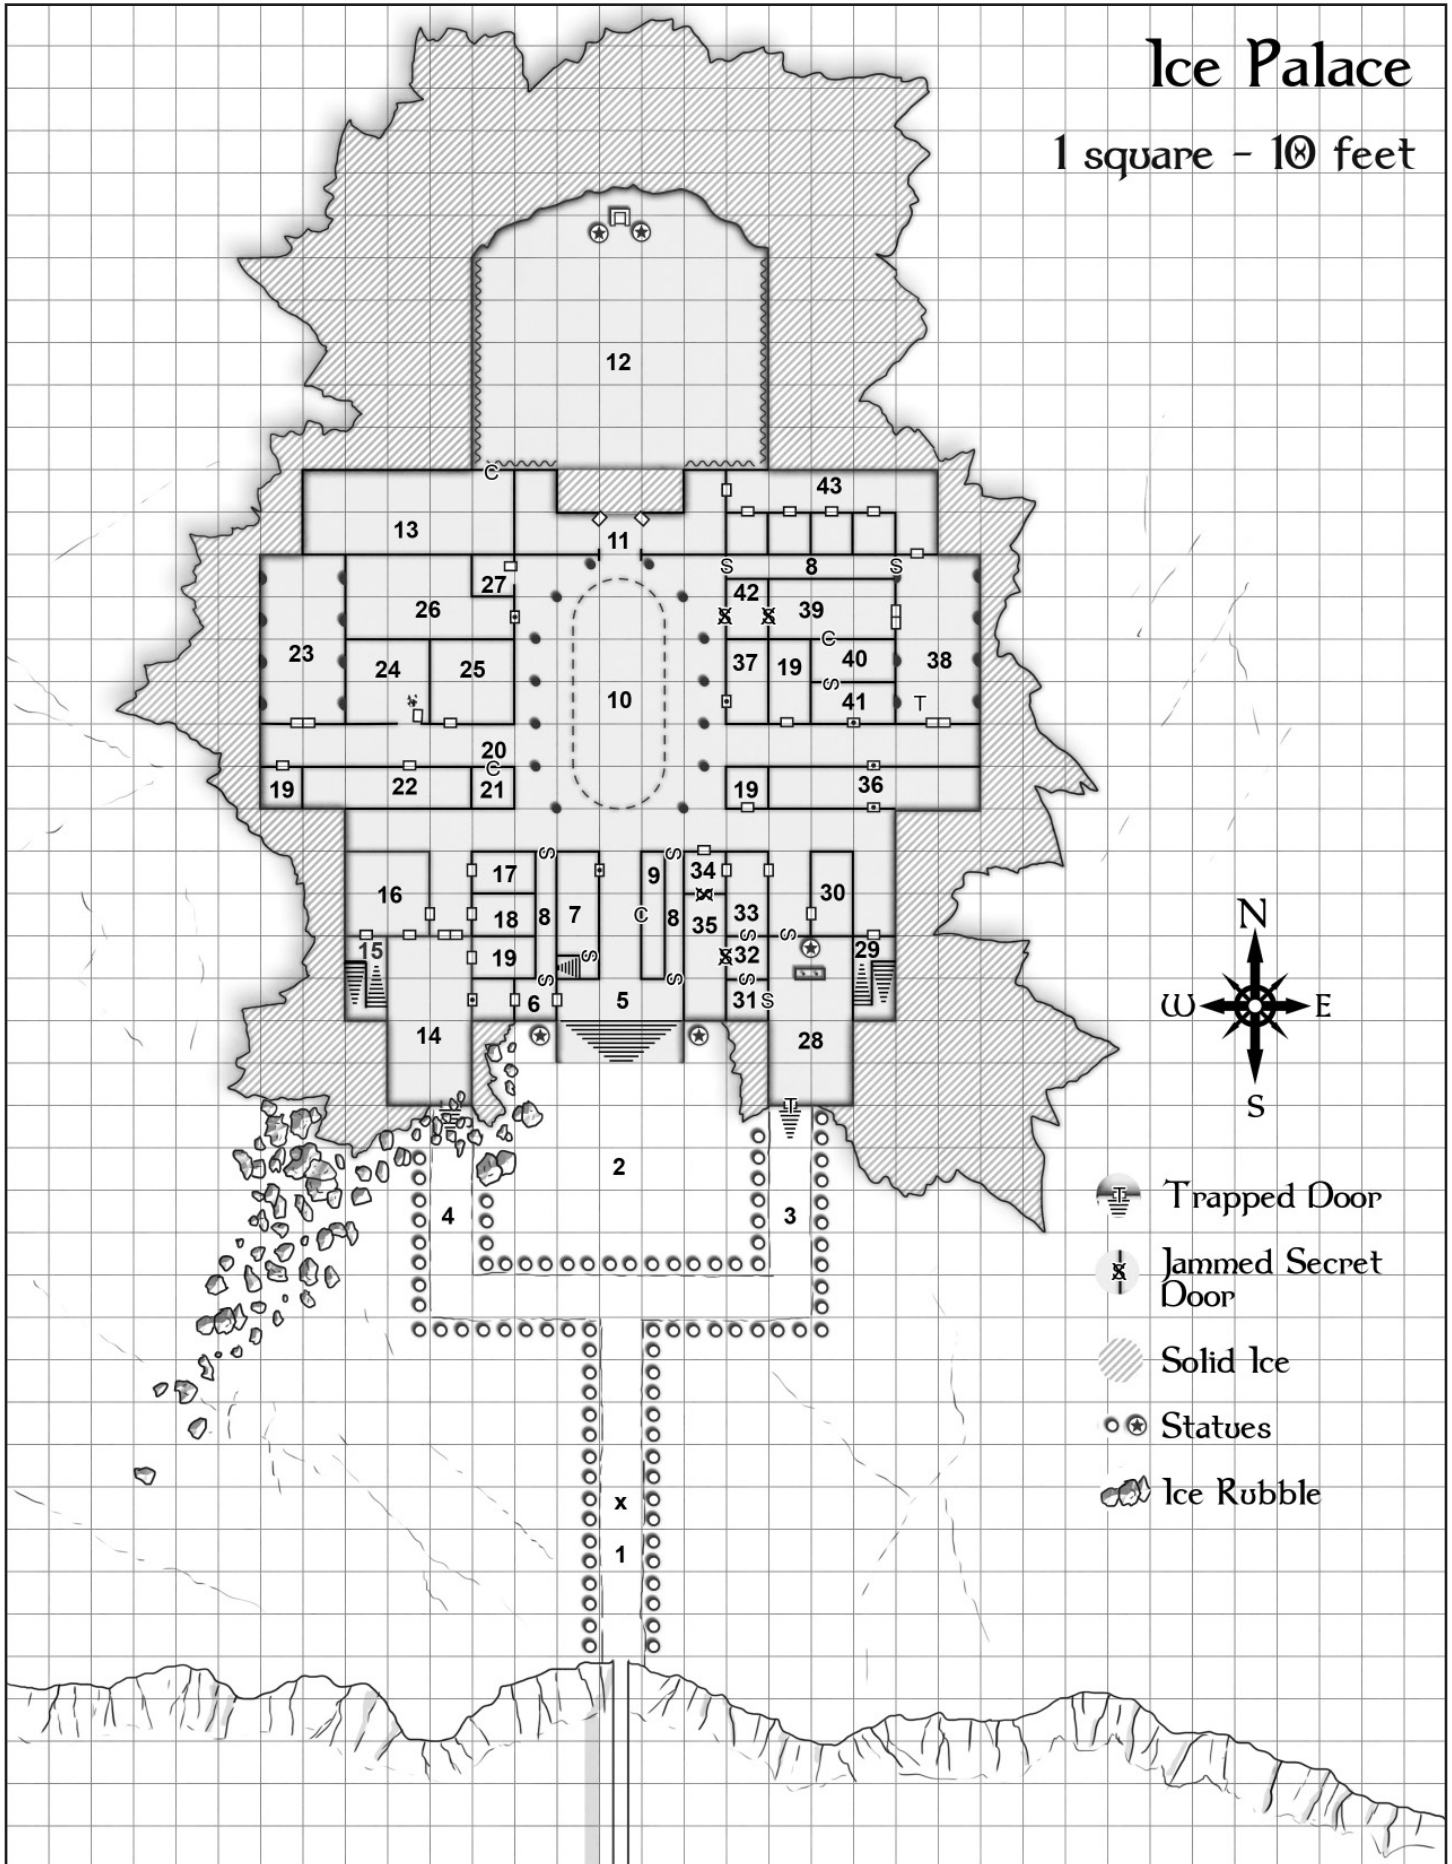 Ice Palace
1 square - 10 feet
12
C
43
13
11
S 8 S
27
42
39
26
S S
C
23
24
25
10
37
19
40
38
S
41
T
20
C
19
22
21
19
36
S S
17
9
34
16
S
30
18
8
7
C
8
35
33
S S
15
19
S
S
32
29
S S S
6
5
31 S
14
28
T
2
4
3
x
1
N
W E
S
T Trapped Door
S Jammed Secret
Door
Solid Ice
Statues
Ice Rubble